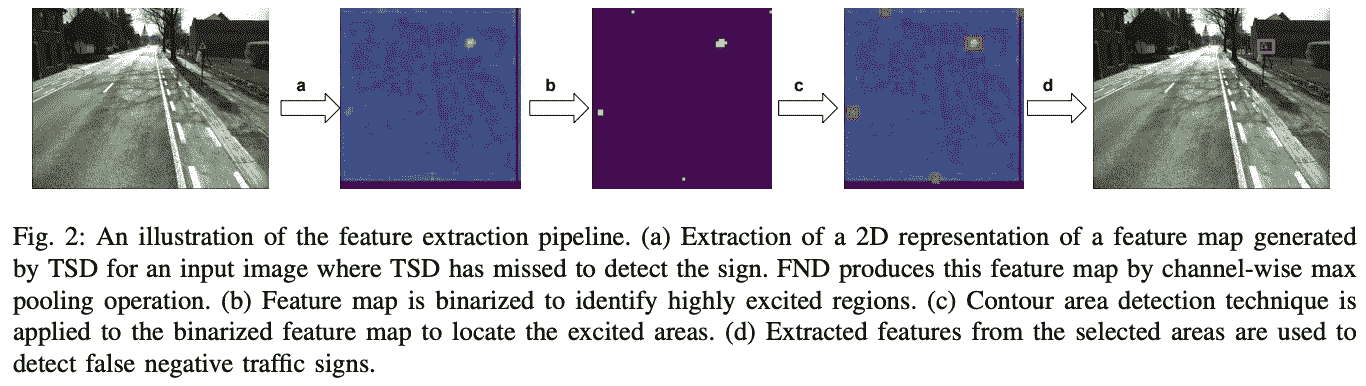 a b c d
Fig. 2: An illustration of the feature extraction pipeline. (a) Extraction of a 2D representation of a feature map generated
by TSD for an input image where TSD has missed to detect the sign. FND produces this feature map by channel-wise max
pooling operation. (b) Feature map is binarized to identify highly excited regions. (c) Contour area detection technique is
applied to the binarized feature map to locate the excited areas. (d) Extracted features from the selected areas are used to
detect false negative traffic signs.